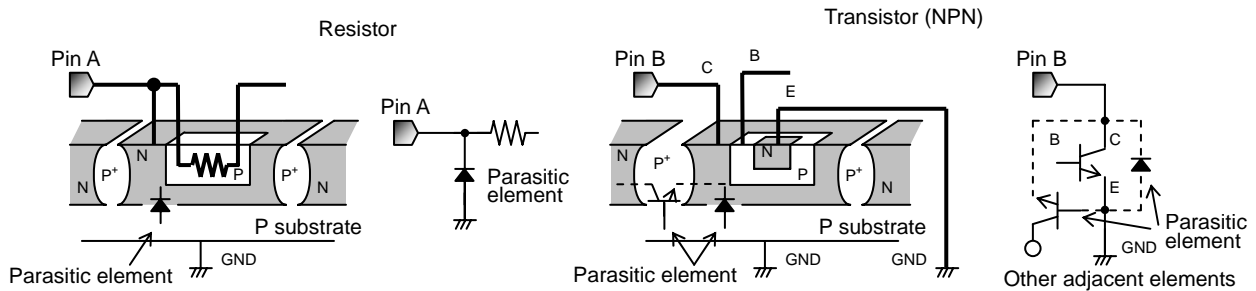 Resistor
Pin A
N
P
N
P+
P+
N
P substrate
GND
Parasitic element
Pin A
Parasitic
element
Transistor (NPN)
Pin B
C
B
E
N
N
P+
P
P+
N
P substrate
GND
GND
Parasitic element
Pin B
B
C
E
GND
Parasitic
element
Other adjacent elements